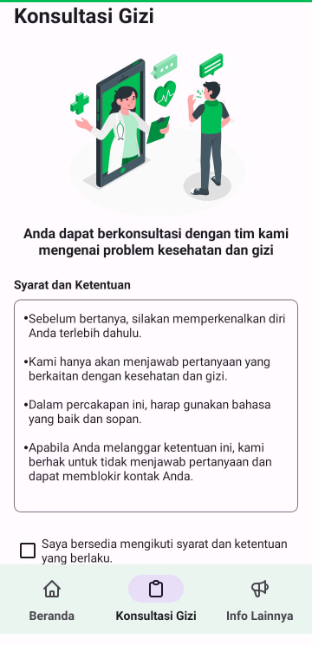 Konsultasi Gizi
Anda dapat berkonsultasi dengan tim kami
mengenai problem kesehatan dan gizi
Syarat dan Ketentuan
•Sebelum bertanya, silakan memperkenalkan diri
Anda terlebih dahulu.
•Kami hanya akan menjawab pertanyaan yang
berkaitan dengan kesehatan dan gizi.
•Dalam percakapan ini, harap gunakan bahasa
yang baik dan sopan.
•Apabila Anda melanggar ketentuan ini, kami
berhak untuk tidak menjawab pertanyaan dan
dapat memblokir kontak Anda.
Saya bersedia mengikuti syarat dan ketentuan
yang berlaku.
Beranda Konsultasi Gizi Info Lainnya